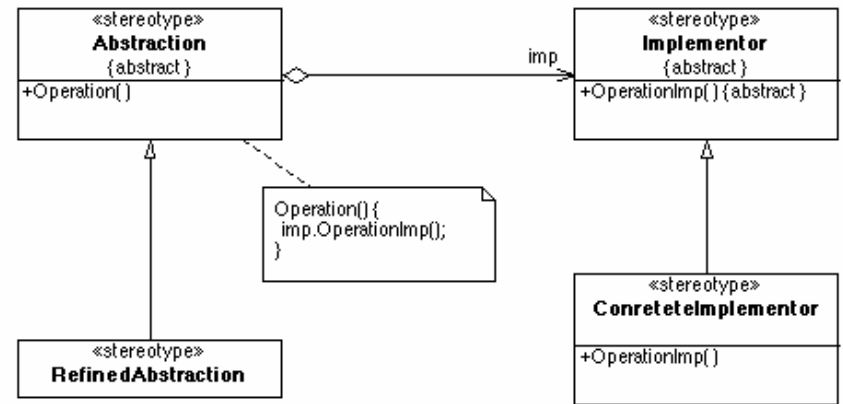 «stereotype»
Abstraction
{abstract}
+Operation()
imp
«stereotype»
Implementor
{abstract}
+OperationImp() {abstract}
Operation() {
imp.OperationImp();
}
«stereotype»
RefinedAbstraction
«stereotype»
ConreteteImplementor
+OperationImp()